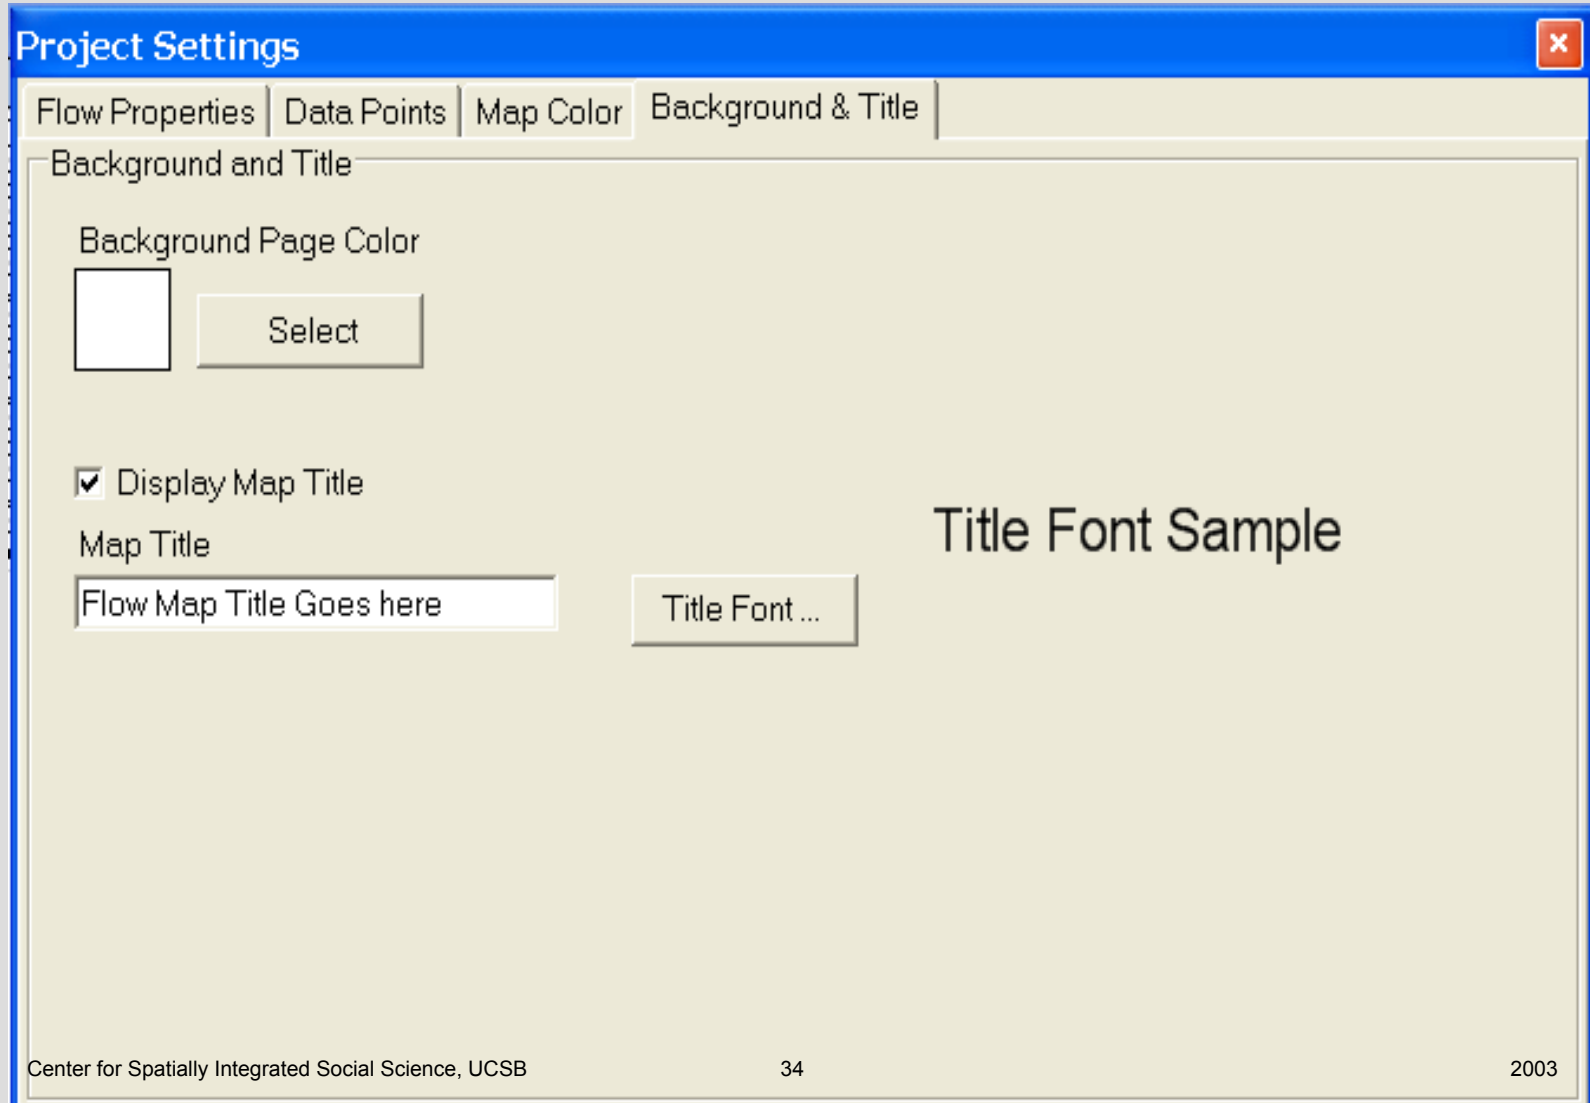 Project Settings
Flow Properties Data Points Map Color Background & Title
Background and Title
Background Page Color
Select
Display Map Title
Map Title
Flow Map Title Goes here
Title Font ...
Title Font Sample
Center for Spatially Integrated Social Science, UCSB 34 2003